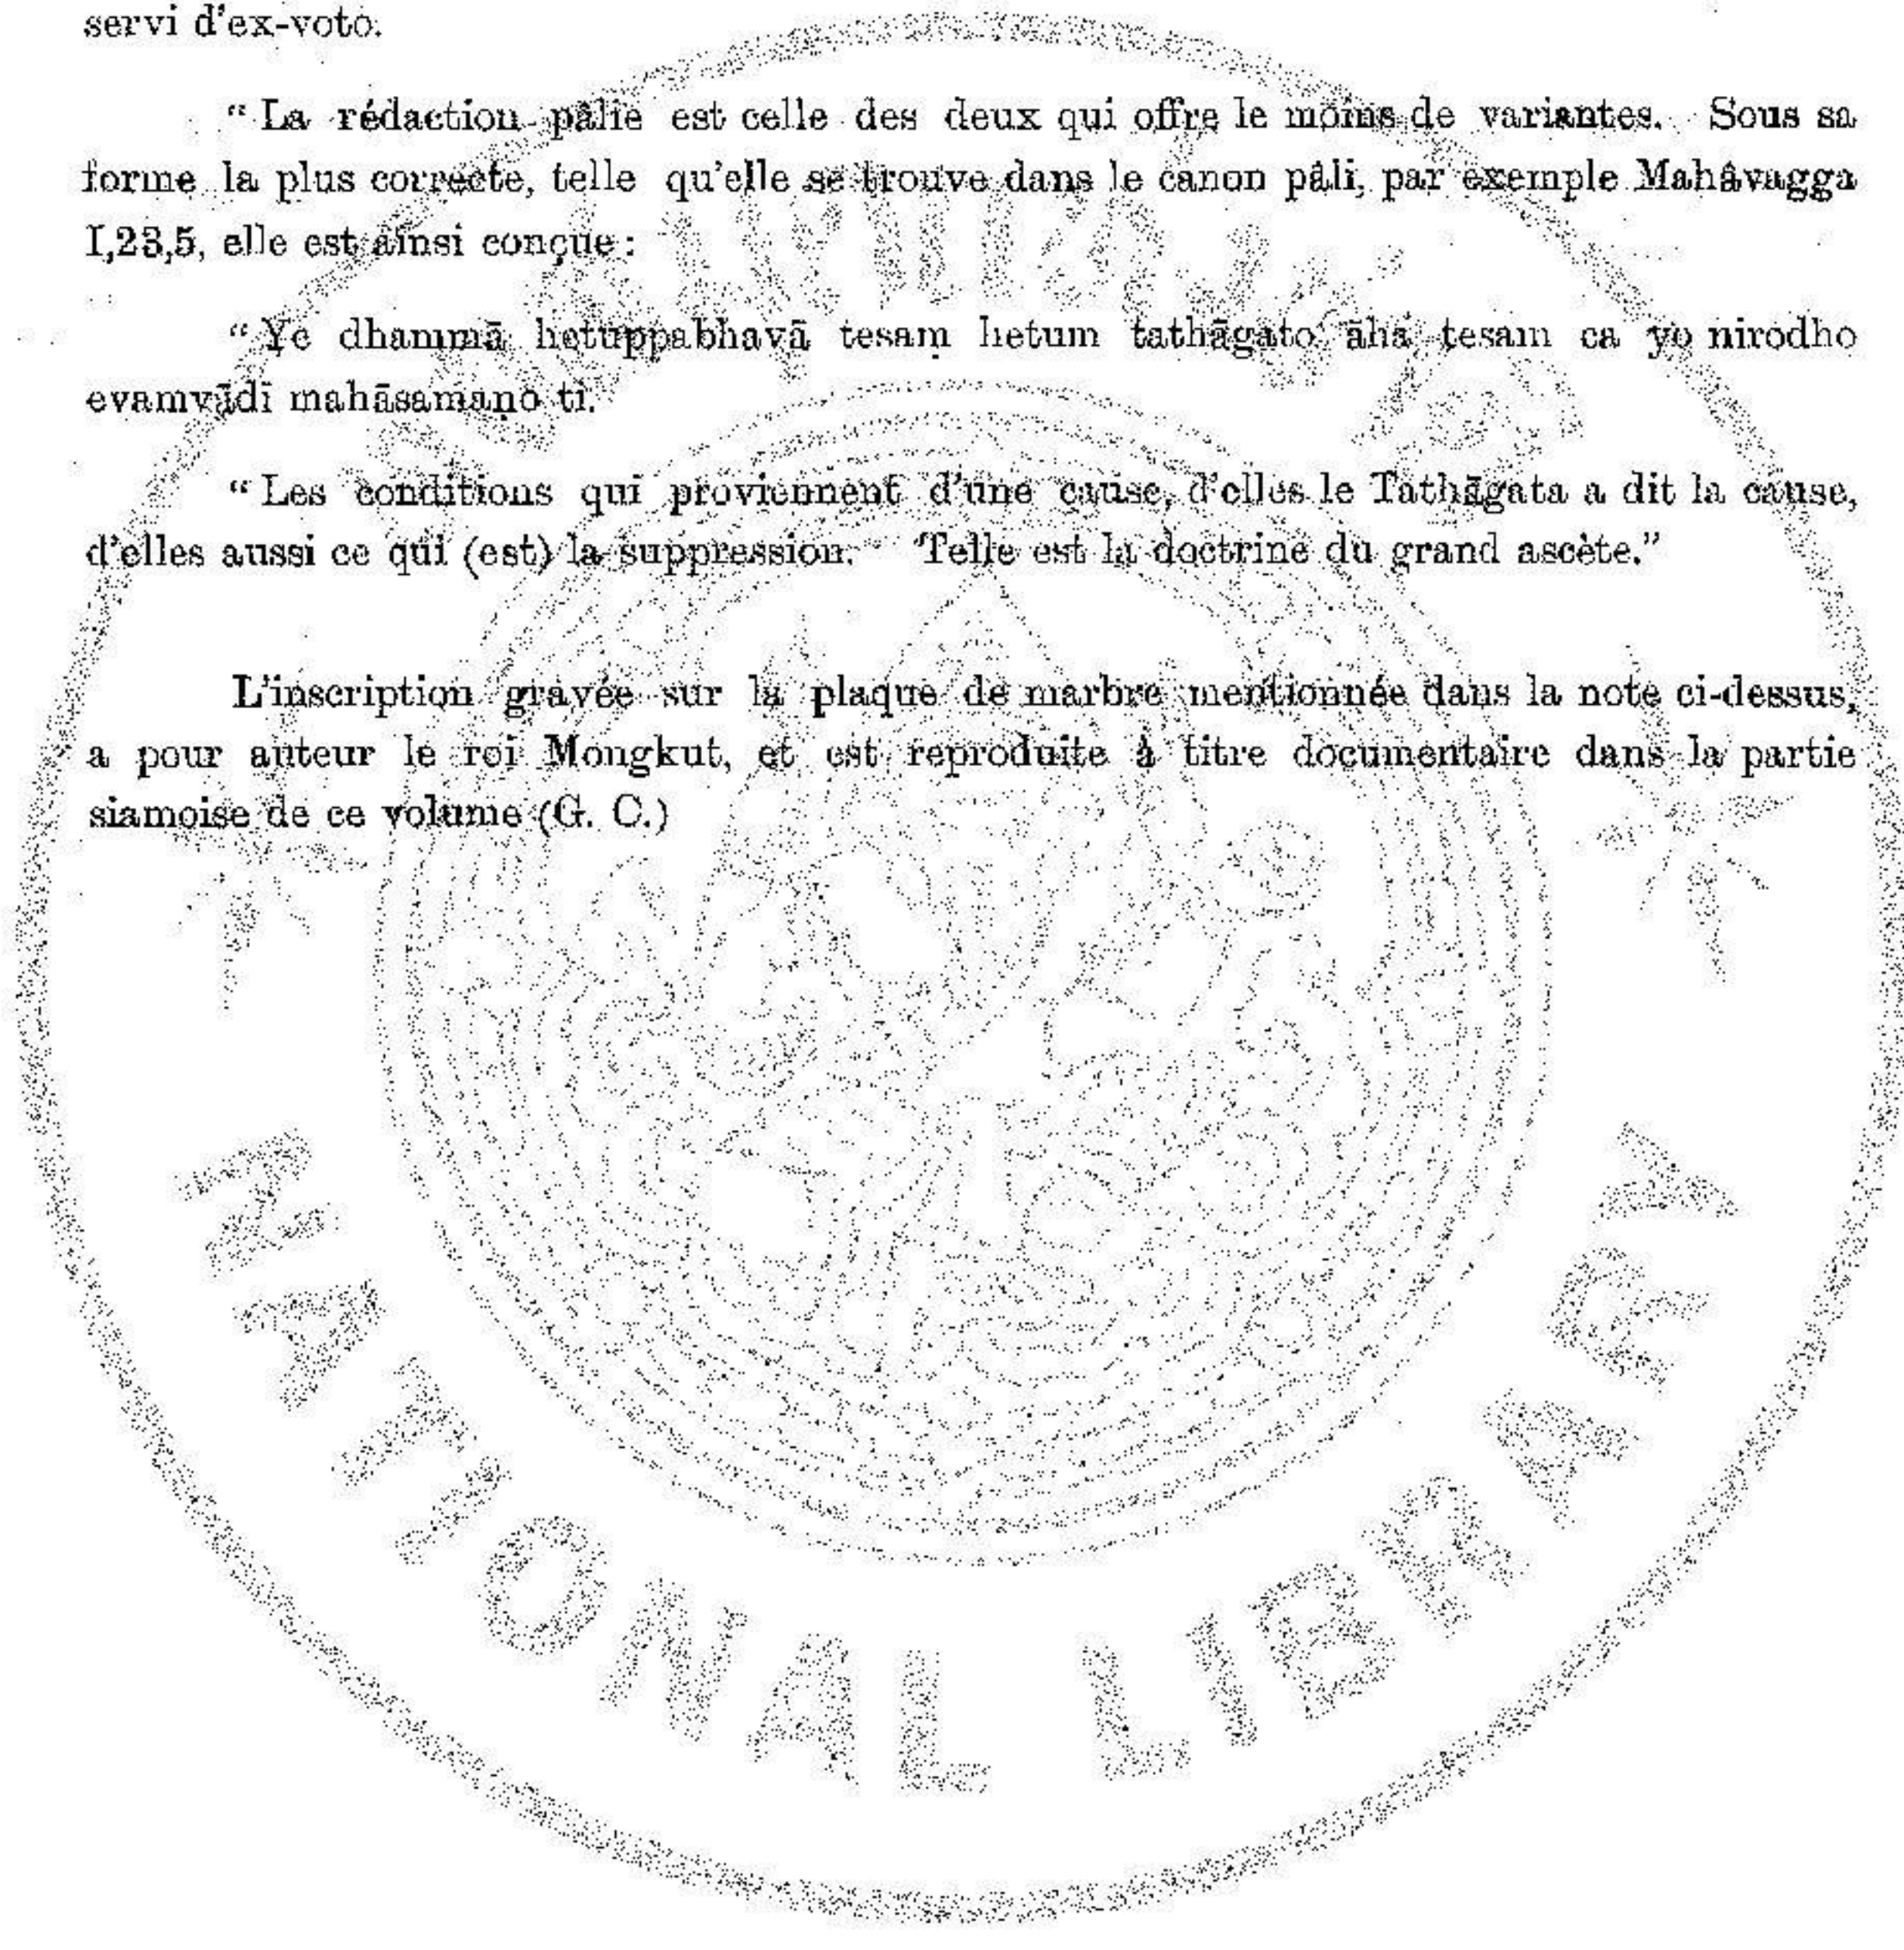 servi d'ex-voto.
“ La rédaction pâlie est celle des deux qui offre le moins de variantes. Sous sa
forme la plus correcte, telle qu'elle se trouve dans le canon pâli, par exemple Mahâvagga
I,23,5, elle est ainsi conçue :
“ Ye dhammā hetuppabhavā tesaṃ hetum tathāgato āha tesam ca yo nirodho
evamvādī mahāsamaṇo ti.
“ Les conditions qui proviennent d'une cause, d'elles le Tathāgata a dit la cause,
d'elles aussi ce qui (est) la suppression. Telle est la doctrine du grand ascète.”
L'inscription gravée sur la plaque de marbre mentionnée dans la note ci-dessus,
a pour auteur le roi Mongkut, et est reproduite à titre documentaire dans la partie
siamoise de ce volume (G. C.)
NATIONAL LIBRARY